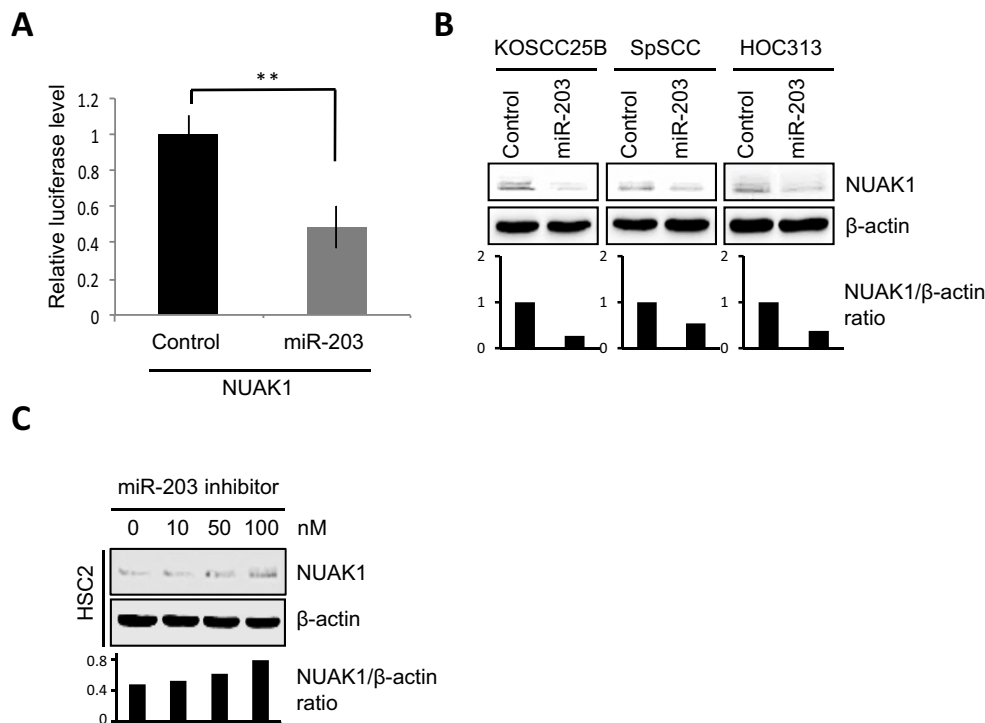 A
**
Relative luciferase level
1.2
1
0.8
0.6
0.4
0.2
0
Control miR-203
NUAK1
B
KOSCC25B SpSCC HOC313
Control miR-203 Control miR-203 Control miR-203
NUAK1
β-actin
2
1
0
2
1
0
2
1
0
NUAK1/β-actin
ratio
C
miR-203 inhibitor
0 10 50 100 nM
HSC2
NUAK1
β-actin
0.8
0.4
0
NUAK1/β-actin
ratio